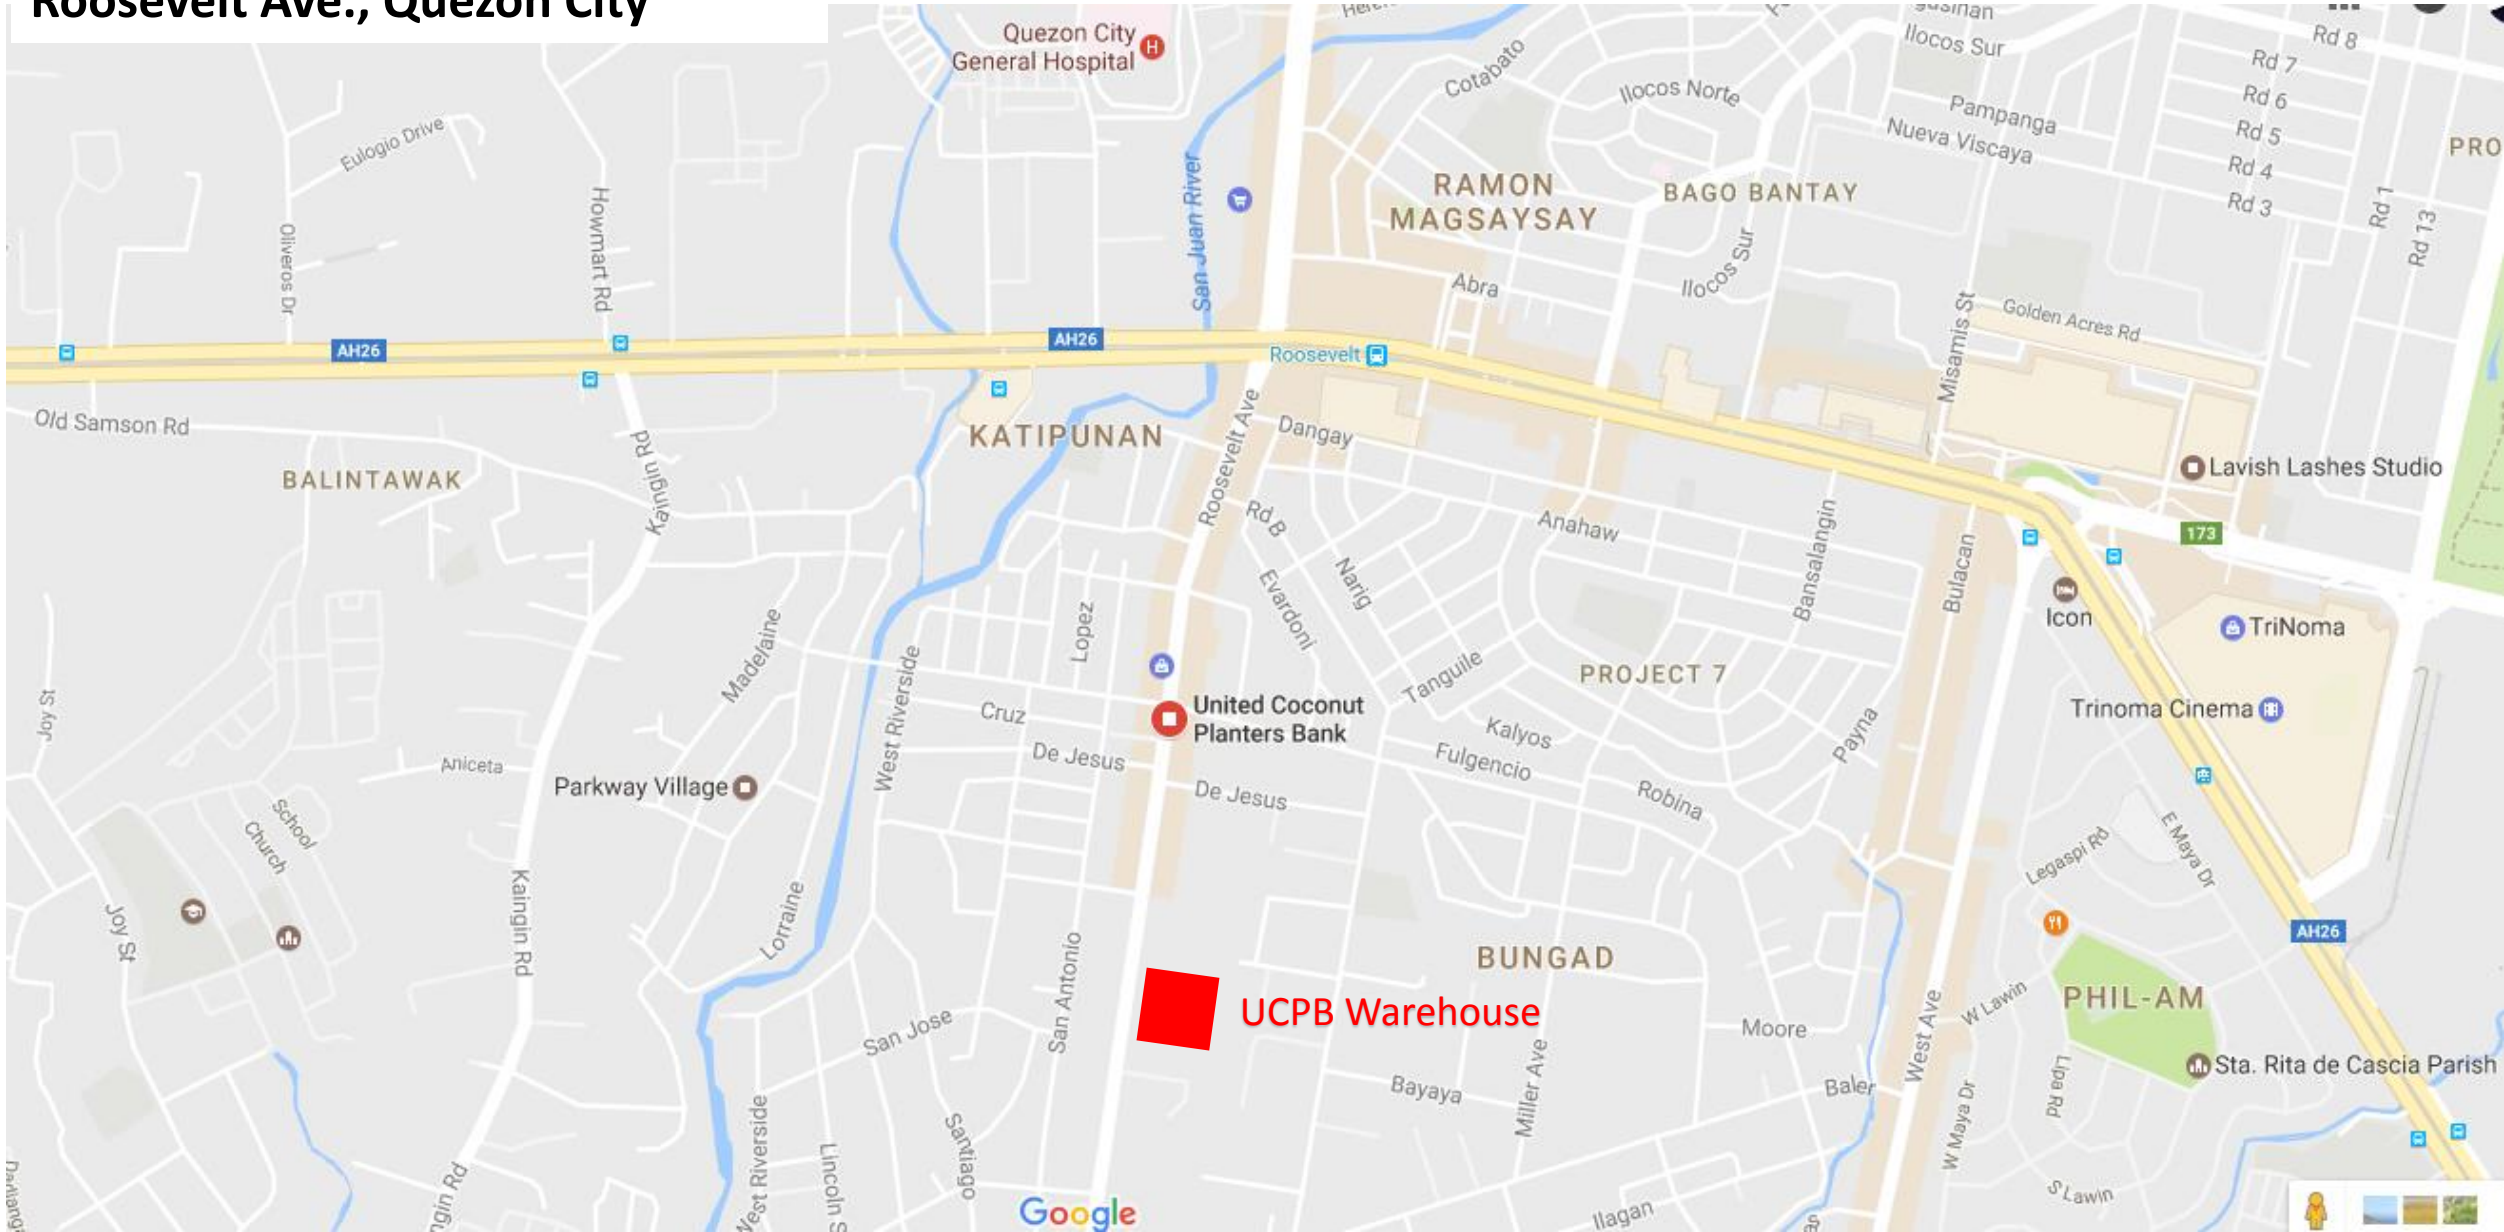 Roosevelt Ave., Quezon City
Quezon City
General Hospital
H
Cotabato
Ilocos Norte
Ilocos Sur
Pampanga
Nueva Viscaya
Rd 8
Rd 7
Rd 6
Rd 5
Rd 4
Rd 3
Rd 1
Rd 13
PRO
Eulogio Drive
Oliveros Dr
Howmart Rd
San Juan River
RAMON
MAGSAYSAY
BAGO BANTAY
Ilocos Sur
Abra
Misamis St
Golden Acres Rd
AH26
AH26
Roosevelt
Old Samson Rd
BALINTAWAK
Kaingin Rd
KATIPUNAN
Roosevelt Ave
Dangay
Lavish Lashes Studio
173
Rd B
Anahaw
Bansalangin
Bulacan
Narig
Evardoni
Icon
TriNoma
Lopez
Madelaine
West Riverside
Tanguile
PROJECT 7
Trinoma Cinema
Joy St
Cruz
United Coconut
Planters Bank
Kalyos
Payna
De Jesus
Fulgencio
Aniceta
Parkway Village
De Jesus
Robina
School
Church
E Maya Dr
Legaspi Rd
Kaingin Rd
Joy St
Lorraine
San Antonio
BUNGAD
AH26
PHIL-AM
W Lawin
UCPB Warehouse
San Jose
Moore
West Ave
Miller Ave
Sta. Rita de Cascia Parish
Bayaya
Baler
Lipa Rd
W Maya Dr
West Riverside
Lincoln S
Santiago
ngin Rd
S Lawin
Google
Ilagan
as